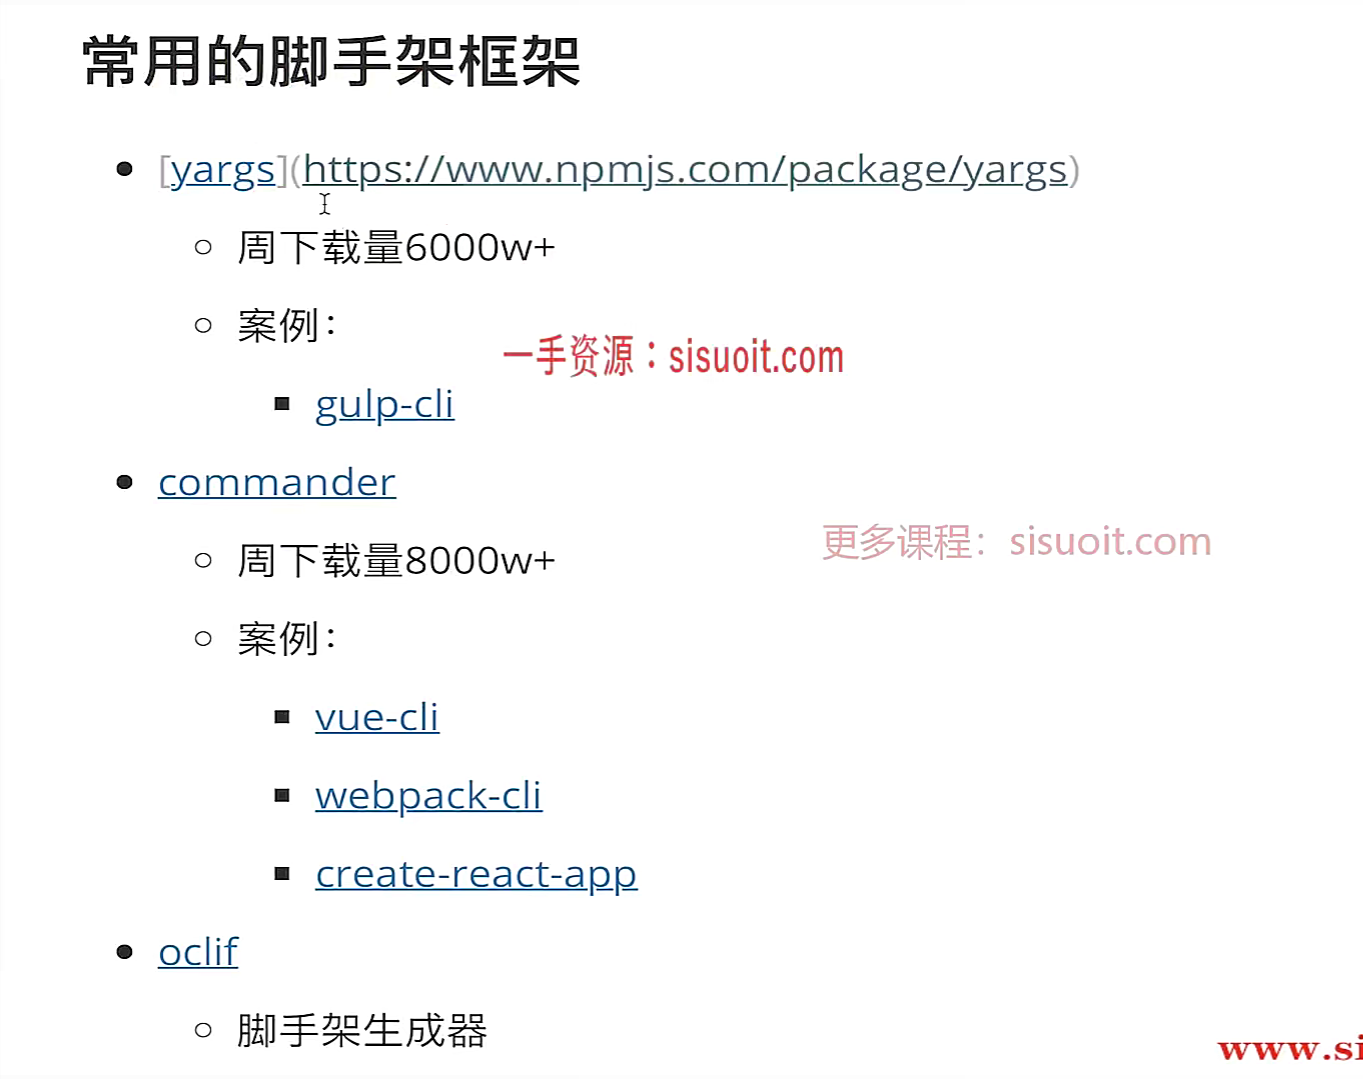 常用的脚手架框架
[yargs](https://www.npmjs.com/package/yargs)
周下载量6000w+
案例：
一手资源：sisuoit.com
gulp-cli
commander
更多课程：sisuoit.com
周下载量8000w+
案例：
vue-cli
webpack-cli
create-react-app
oclif
脚手架生成器
www.si